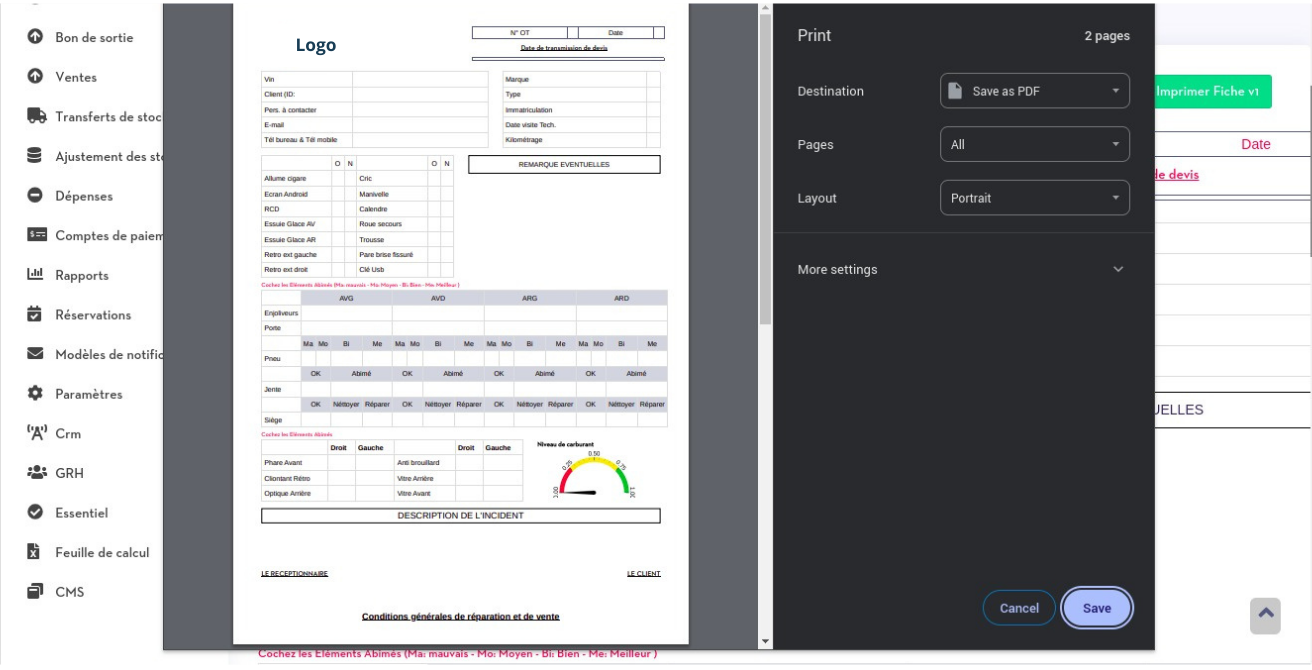 Bon de sortie
Ventes
Transferts de stoc
Ajustement des sto
Dépenses
Comptes de paiem
Rapports
Réservations
Modèles de notific
Paramètres
Crm
GRH
Essentiel
Feuille de calcul
CMS
Logo
N° OT Date
Date de transmission de devis
Vin
Client (ID:
Pers. à contacter
E-mail
Tél bureau & Tél mobile
Marque
Type
Immatriculation
Date visite Tech.
Kilométrage
O N O N
Allume cigare Cric
Ecran Android Manivelle
RCD Calendre
Essuie Glace AV Roue secours
Essuie Glace AR Trousse
Retro ext gauche Pare brise fissuré
Retro ext droit Clé Usb
REMARQUE EVENTUELLES
Cochez les Eléments Abimés (Ma: mauvais - Mo: Moyen - Bi: Bien - Me: Meilleur )
AVG AVD ARG ARD
Enjoliveurs
Porte
Ma Mo Bi Me Ma Mo Bi Me Ma Mo Bi Me Ma Mo Bi Me
Pneu
OK Abimé OK Abimé OK Abimé OK Abimé
Jente
OK Néttoyer Réparer OK Néttoyer Réparer OK Néttoyer Réparer OK Néttoyer Réparer
Siège
Cochez les Eléments Abimés
Droit Gauche Droit Gauche
Phare Avant Anti brouillard
Cliontant Rétro Vitre Arrière
Optique Arrière Vitre Avant
Niveau de carburant
0.00 0.25 0.50 0.75 1.00
DESCRIPTION DE L'INCIDENT
LE RECEPTIONNAIRE LE CLIENT
Conditions générales de réparation et de vente
Print 2 pages
Destination Save as PDF
Pages All
Layout Portrait
More settings
Cancel Save
Imprimer Fiche v1
Date
de devis
UELLES
Cochez les Eléments Abimés (Ma: mauvais - Mo: Moyen - Bi: Bien - Me: Meilleur )